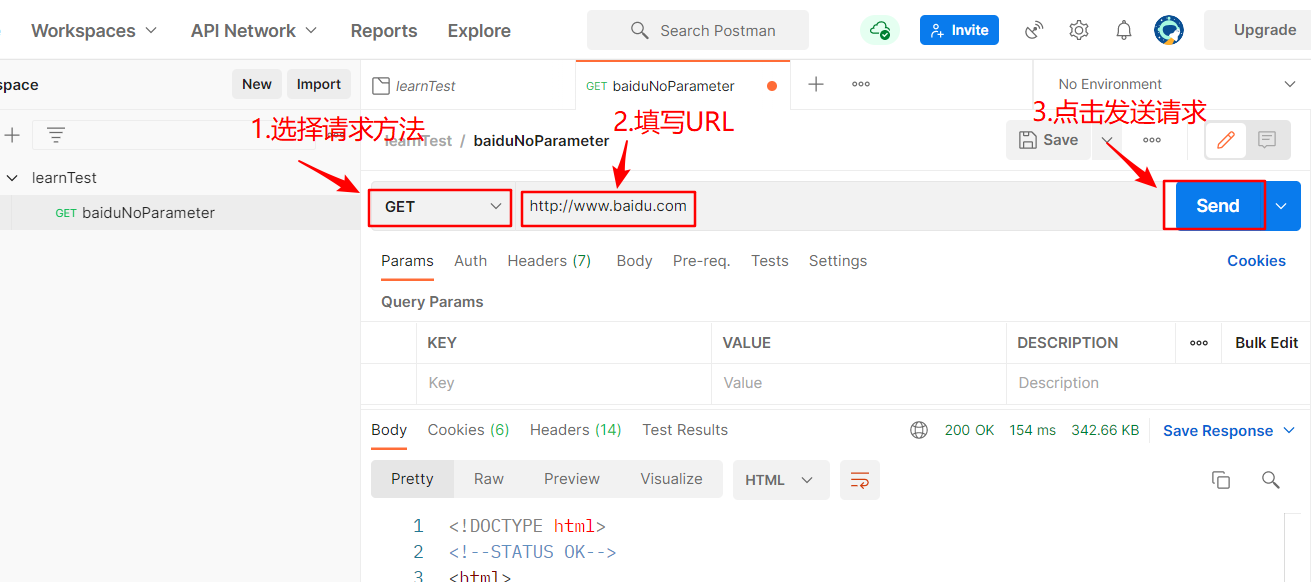 Workspaces API Network Reports Explore Search Postman Invite Upgrade
space New Import learnTest GET baiduNoParameter No Environment
1.选择请求方法 2.填写URL 3.点击发送请求
learnTest / baiduNoParameter Save
learnTest
GET http://www.baidu.com Send
GET baiduNoParameter
Params Auth Headers (7) Body Pre-req. Tests Settings Cookies
Query Params
KEY VALUE DESCRIPTION Bulk Edit
Key Value Description
Body Cookies (6) Headers (14) Test Results 200 OK 154 ms 342.66 KB Save Response
Pretty Raw Preview Visualize HTML
1 <!DOCTYPE html>
2 <!--STATUS OK-->
3 <html>